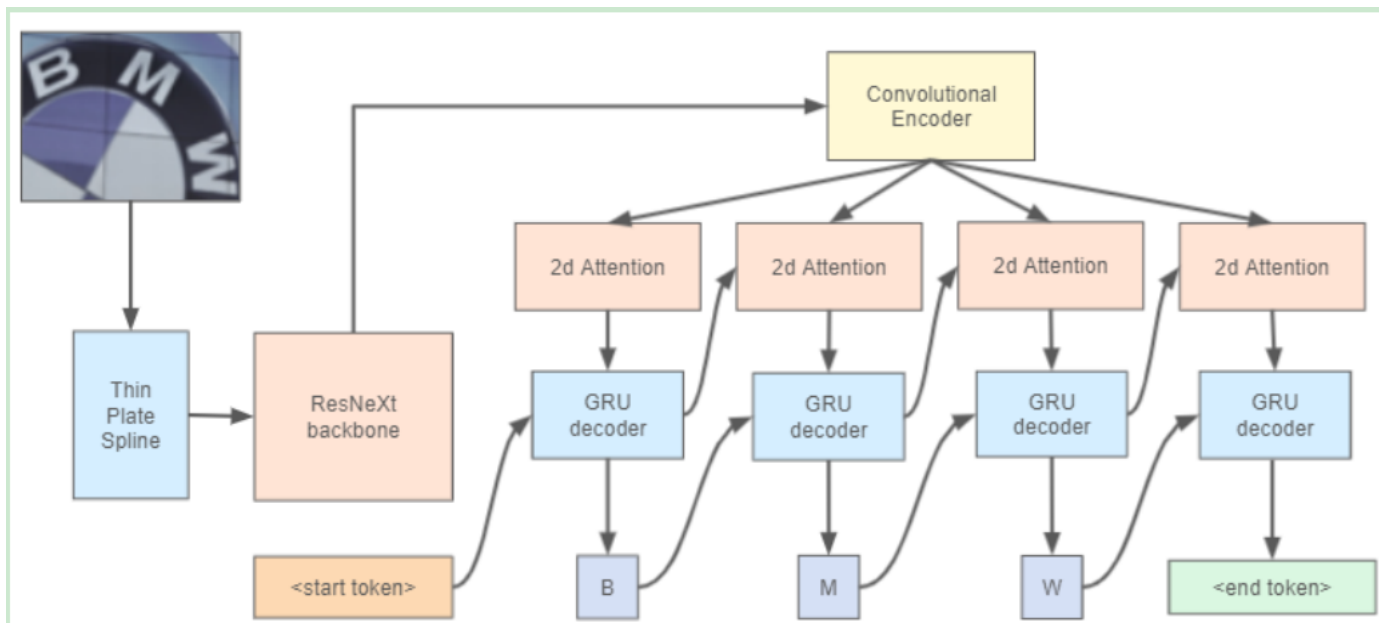 B M W
Convolutional
Encoder
2d Attention
2d Attention
2d Attention
2d Attention
Thin
Plate
Spline
ResNeXt
backbone
GRU
decoder
GRU
decoder
GRU
decoder
GRU
decoder
<start token>
B
M
W
<end token>